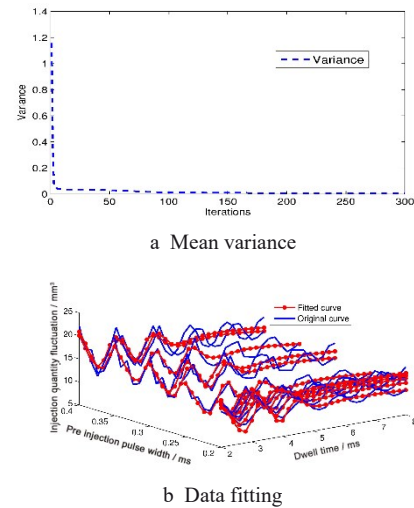 1.4
1.2
1
0.8
0.6
0.4
0.2
0
Variance
Variance
0 50 100 150 200 250 300
Iterations
a Mean variance
Injection quantity fluctuation / mm³
25
20
15
10
5
Fitted curve
Original curve
0.4
0.35
0.3
0.25
0.2
Pre injection pulse width / ms
2 3 4 5 6 7 8
Dwell time / ms
b Data fitting